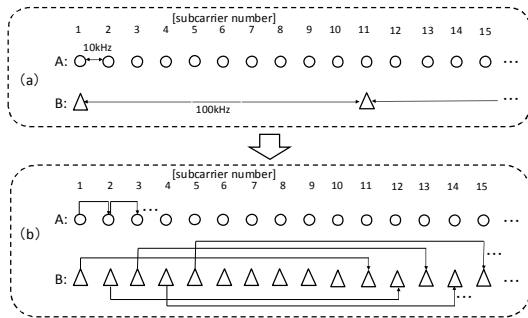 [subcarrier number]
1 2 3 4 5 6 7 8 9 10 11 12 13 14 15
10kHz
A: ...
(a)
B: ...
100kHz
[subcarrier number]
1 2 3 4 5 6 7 8 9 10 11 12 13 14 15
...
A: ...
(b)
...
B: ...
...